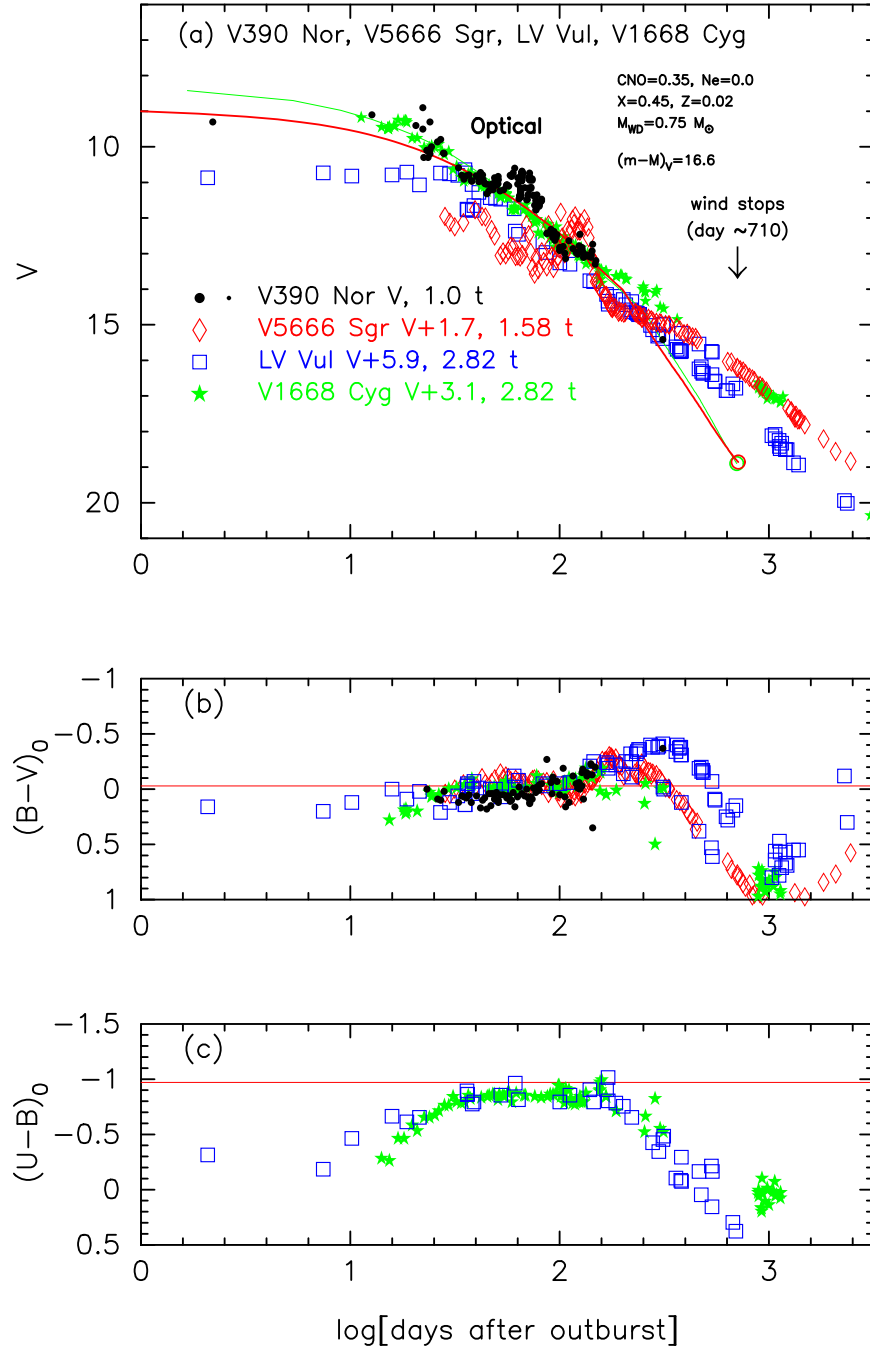 (a) V390 Nor, V5666 Sgr, LV Vul, V1668 Cyg
CNO=0.35, Ne=0.0
X=0.45, Z=0.02
M_WD=0.75 M_⊙
(m-M)_V=16.6
Optical
wind stops
(day ~710)
V390 Nor V, 1.0 t
V5666 Sgr V+1.7, 1.58 t
LV Vul V+5.9, 2.82 t
V1668 Cyg V+3.1, 2.82 t
V
10
15
20
0 1 2 3
(b)
(B-V)_0
-1
-0.5
0
0.5
1
0 1 2 3
(c)
(U-B)_0
-1.5
-1
-0.5
0
0.5
0 1 2 3
log[days after outburst]